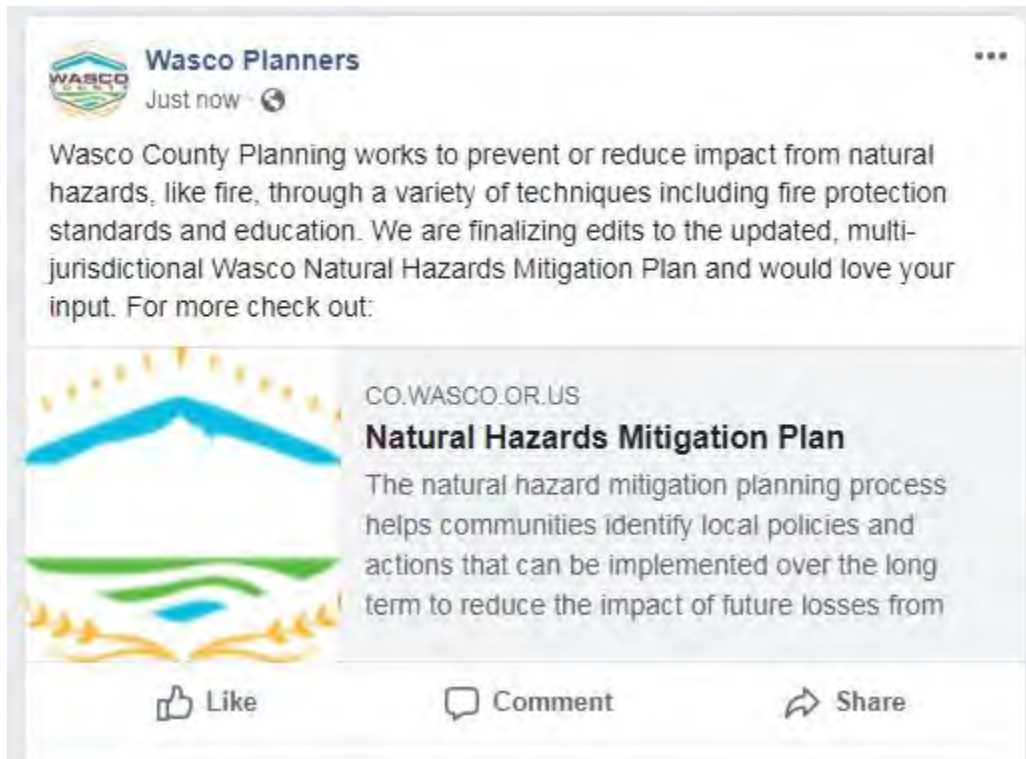 WASCO
COUNTY
Wasco Planners
Just now
Wasco County Planning works to prevent or reduce impact from natural
hazards, like fire, through a variety of techniques including fire protection
standards and education. We are finalizing edits to the updated, multi-
jurisdictional Wasco Natural Hazards Mitigation Plan and would love your
input. For more check out:
CO.WASCO.OR.US
Natural Hazards Mitigation Plan
The natural hazard mitigation planning process
helps communities identify local policies and
actions that can be implemented over the long
term to reduce the impact of future losses from
Like
Comment
Share